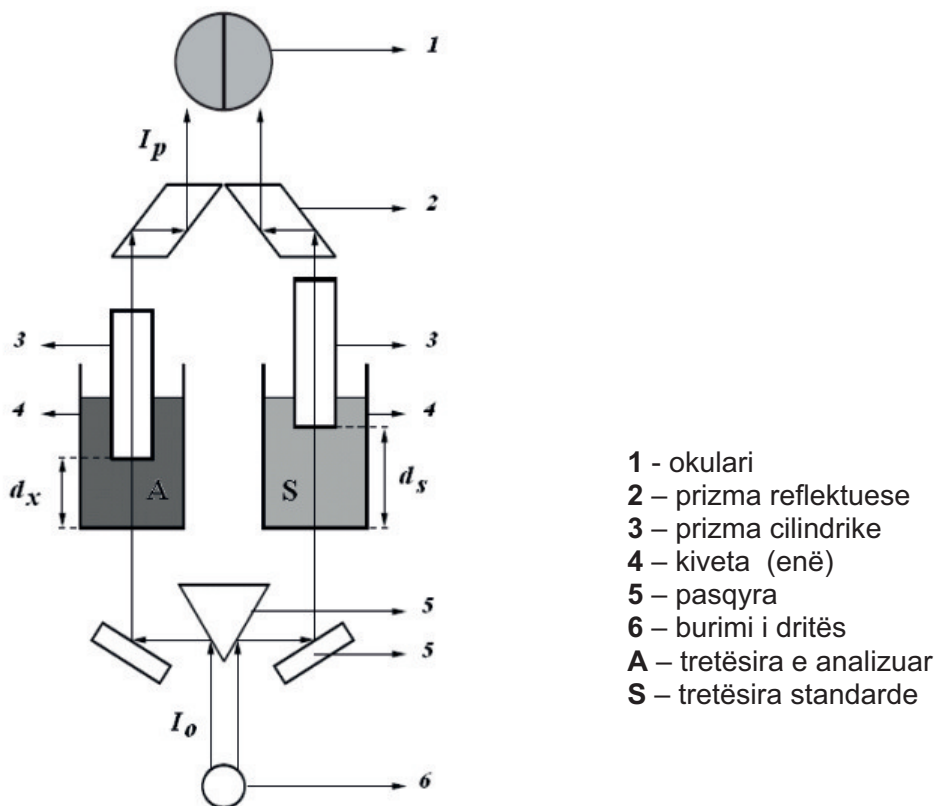 1
I_p
2
3
3
4
4
d_x
A
S
d_s
5
5
I_o
6
1 - okulari
2 – prizma reflektuese
3 – prizma cilindrike
4 – kiveta (enë)
5 – pasqyra
6 – burimi i dritës
A – tretësira e analizuar
S – tretësira standarde